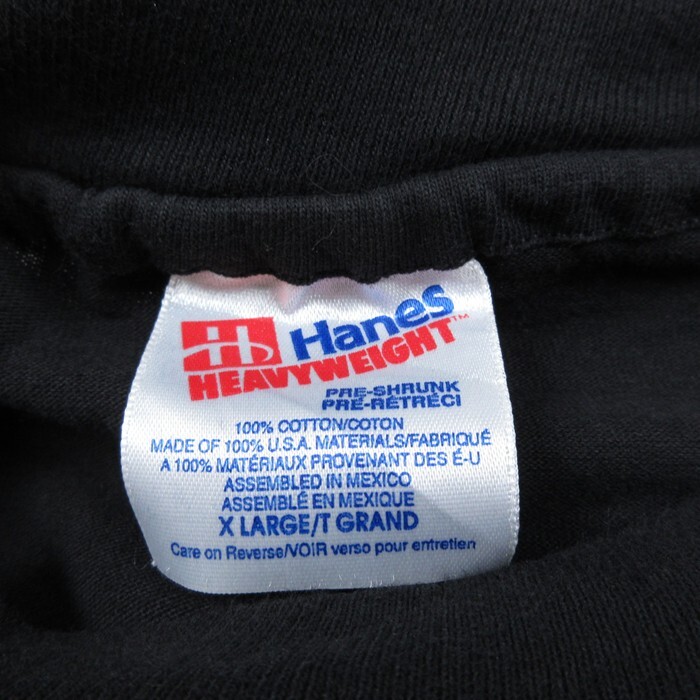 H Hanes
HEAVYWEIGHT™
PRE-SHRUNK
PRÉ-RÉTRÉCI
100% COTTON/COTON
MADE OF 100% U.S.A. MATERIALS/FABRIQUÉ
A 100% MATÉRIAUX PROVENANT DES É-U
ASSEMBLED IN MEXICO
ASSEMBLÉ EN MEXIQUE
X LARGE/T GRAND
Care on Reverse/VOIR verso pour entretien